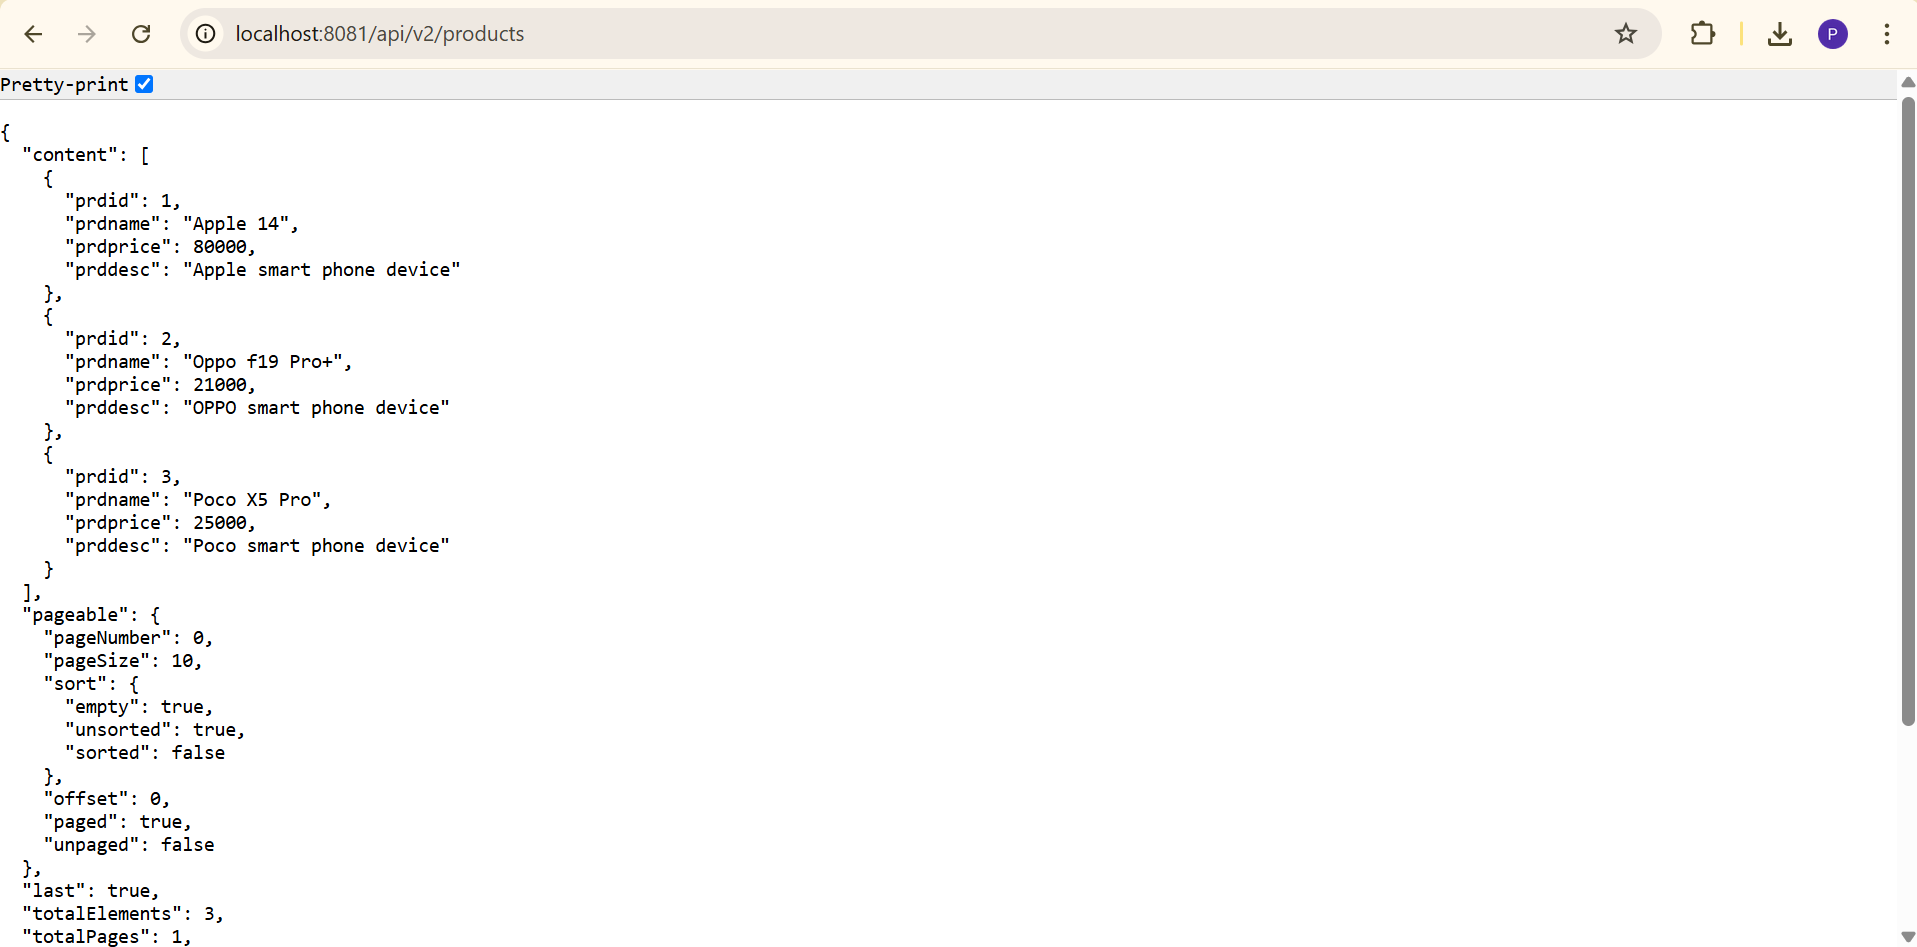 localhost:8081/api/v2/products
P
Pretty-print
{
  "content": [
    {
      "prdid": 1,
      "prdname": "Apple 14",
      "prdprice": 80000,
      "prddesc": "Apple smart phone device"
    },
    {
      "prdid": 2,
      "prdname": "Oppo f19 Pro+",
      "prdprice": 21000,
      "prddesc": "OPPO smart phone device"
    },
    {
      "prdid": 3,
      "prdname": "Poco X5 Pro",
      "prdprice": 25000,
      "prddesc": "Poco smart phone device"
    }
  ],
  "pageable": {
    "pageNumber": 0,
    "pageSize": 10,
    "sort": {
      "empty": true,
      "unsorted": true,
      "sorted": false
    },
    "offset": 0,
    "paged": true,
    "unpaged": false
  },
  "last": true,
  "totalElements": 3,
  "totalPages": 1,